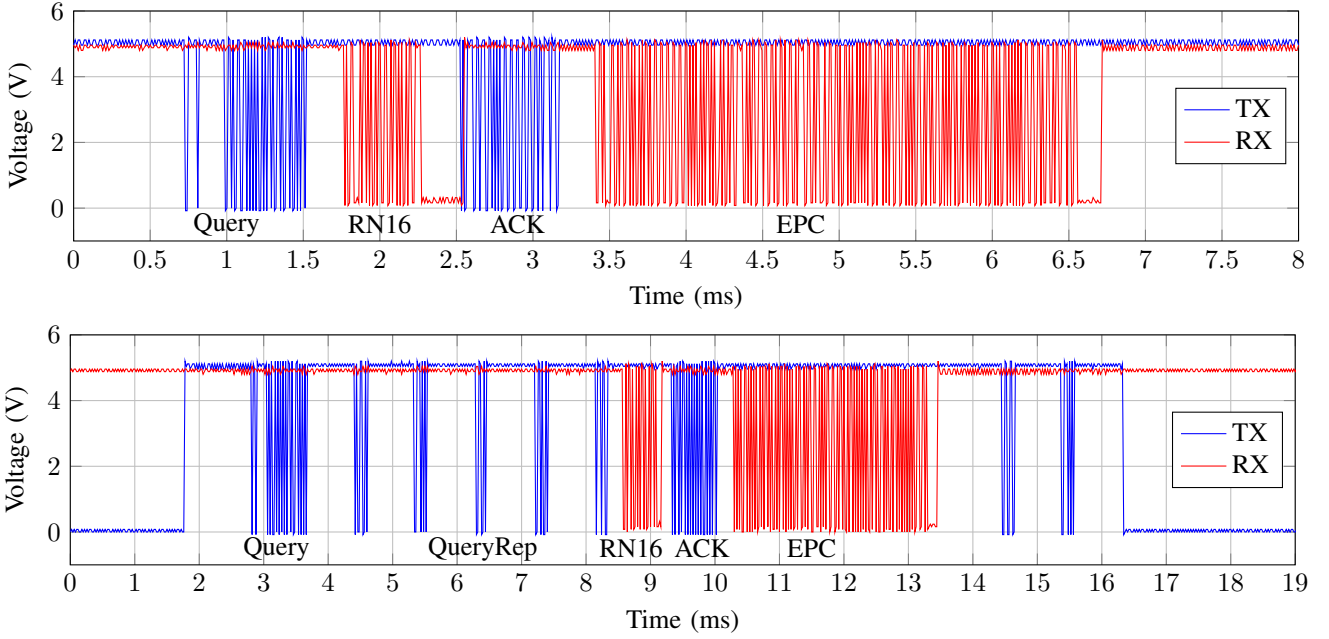 6
4
2
0
Voltage (V)
TX
RX
Query
RN16
ACK
EPC
0 0.5 1 1.5 2 2.5 3 3.5 4 4.5 5 5.5 6 6.5 7 7.5 8
Time (ms)
6
4
2
0
Voltage (V)
TX
RX
Query
QueryRep
RN16
ACK
EPC
0 1 2 3 4 5 6 7 8 9 10 11 12 13 14 15 16 17 18 19
Time (ms)